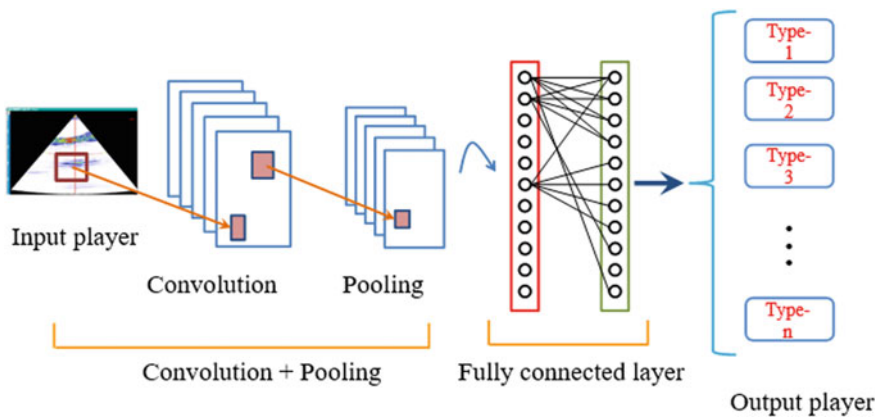 Type-
1
Type-
2
Type-
3
Type-
n
Input player
Convolution
Pooling
Convolution + Pooling
Fully connected layer
Output player